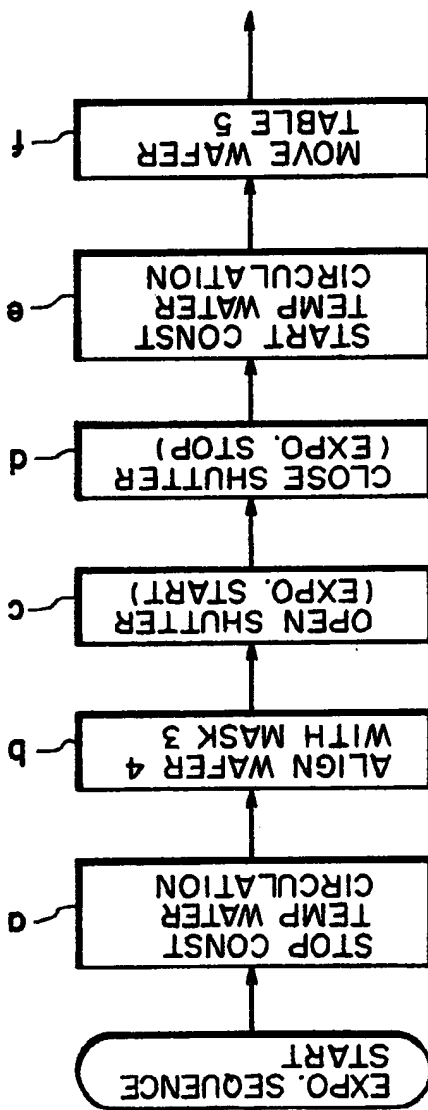 EXPO. SEQUENCE
START
a
STOP CONST
TEMP WATER
CIRCULATION
b
ALIGN WAFER 4
WITH MASK 3
c
OPEN SHUTTER
(EXPO. START)
d
CLOSE SHUTTER
(EXPO. STOP)
e
START CONST
TEMP WATER
CIRCULATION
f
MOVE WAFER
TABLE 5